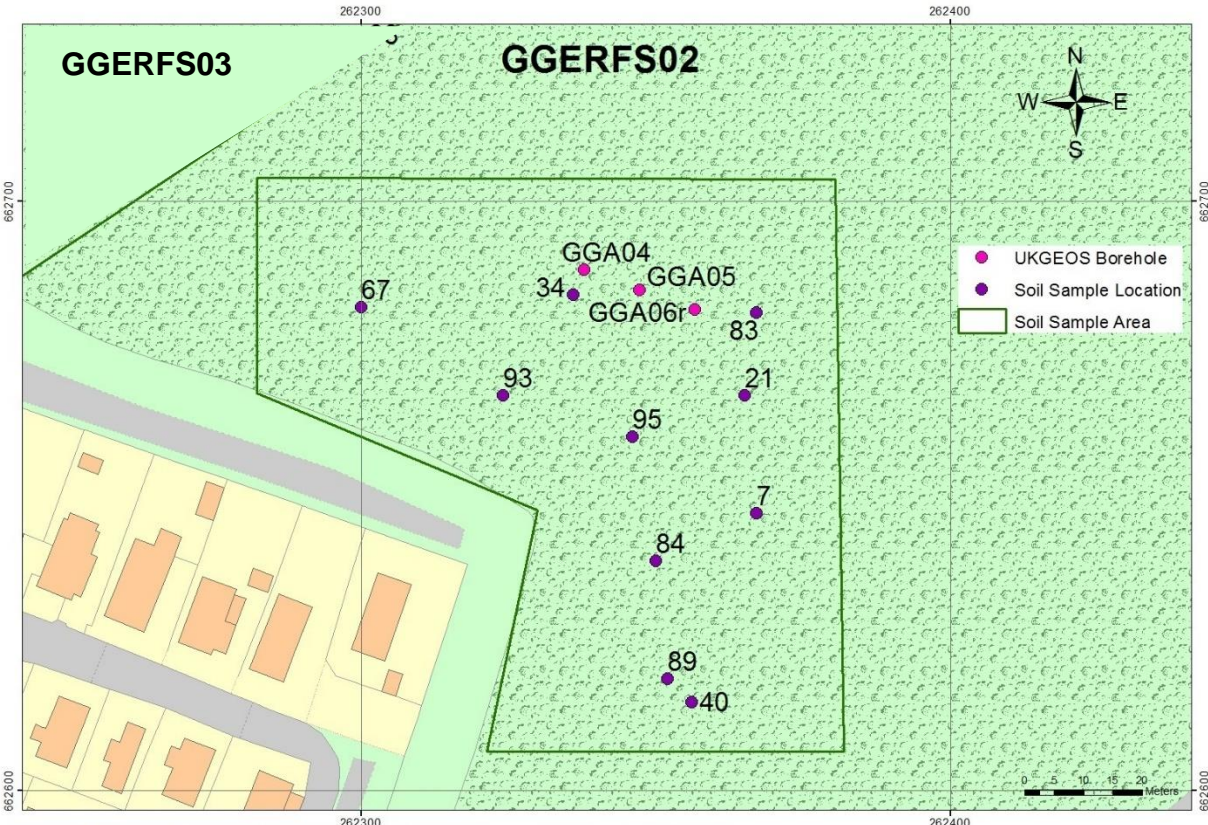 262300
262400
GGERFS03
GGERFS02
N
W
E
S
662700
662700
UKGEOS Borehole
Soil Sample Location
Soil Sample Area
GGA04
GGA05
34
67
GGA06r
83
93
21
95
7
84
89
40
0 5 10 15 20
Meters
662600
662600
262300
262400